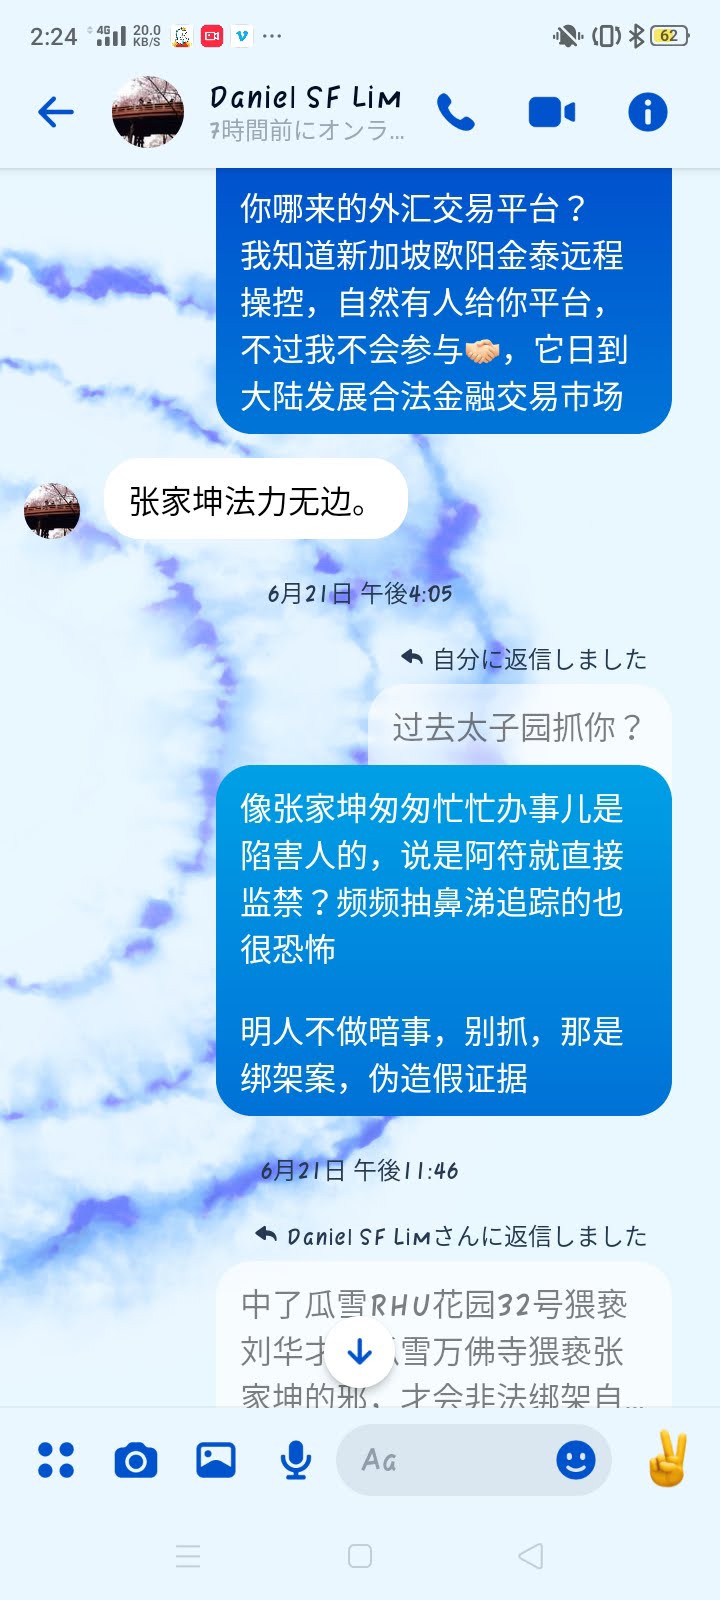 2:24 4G 20.0 KB/S ... 62
Daniel SF Lim
7時間前にオンラ...
你哪来的外汇交易平台？
我知道新加坡欧阳金泰远程
操控，自然有人给你平台，
不过我不会参与🤝🏻，它日到
大陆发展合法金融交易市场
张家坤法力无边。
6月21日 午後4:05
自分に返信しました
过去太子园抓你？
像张家坤匆匆忙忙办事儿是
陷害人的，说是阿符就直接
监禁？频频抽鼻涕追踪的也
很恐怖
明人不做暗事，别抓，那是
绑架案，伪造假证据
6月21日 午後11:46
Daniel SF Limさんに返信しました
中了瓜雪RHU花园32号猥亵
刘华才 雪万佛寺猥亵张
家坤的邪，才会非法绑架自...
Aa